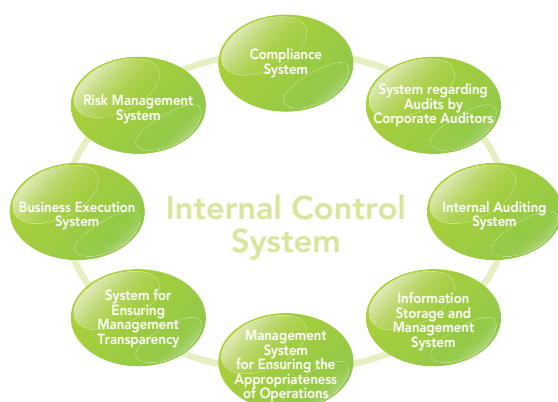 Compliance
System
System regarding
Audits by
Corporate Auditors
Internal Auditing
System
Information
Storage and
Management
System
Management
System
for Ensuring the
Appropriateness
of Operations
System for
Ensuring
Management
Transparency
Business Execution
System
Risk Management
System
Internal Control
System